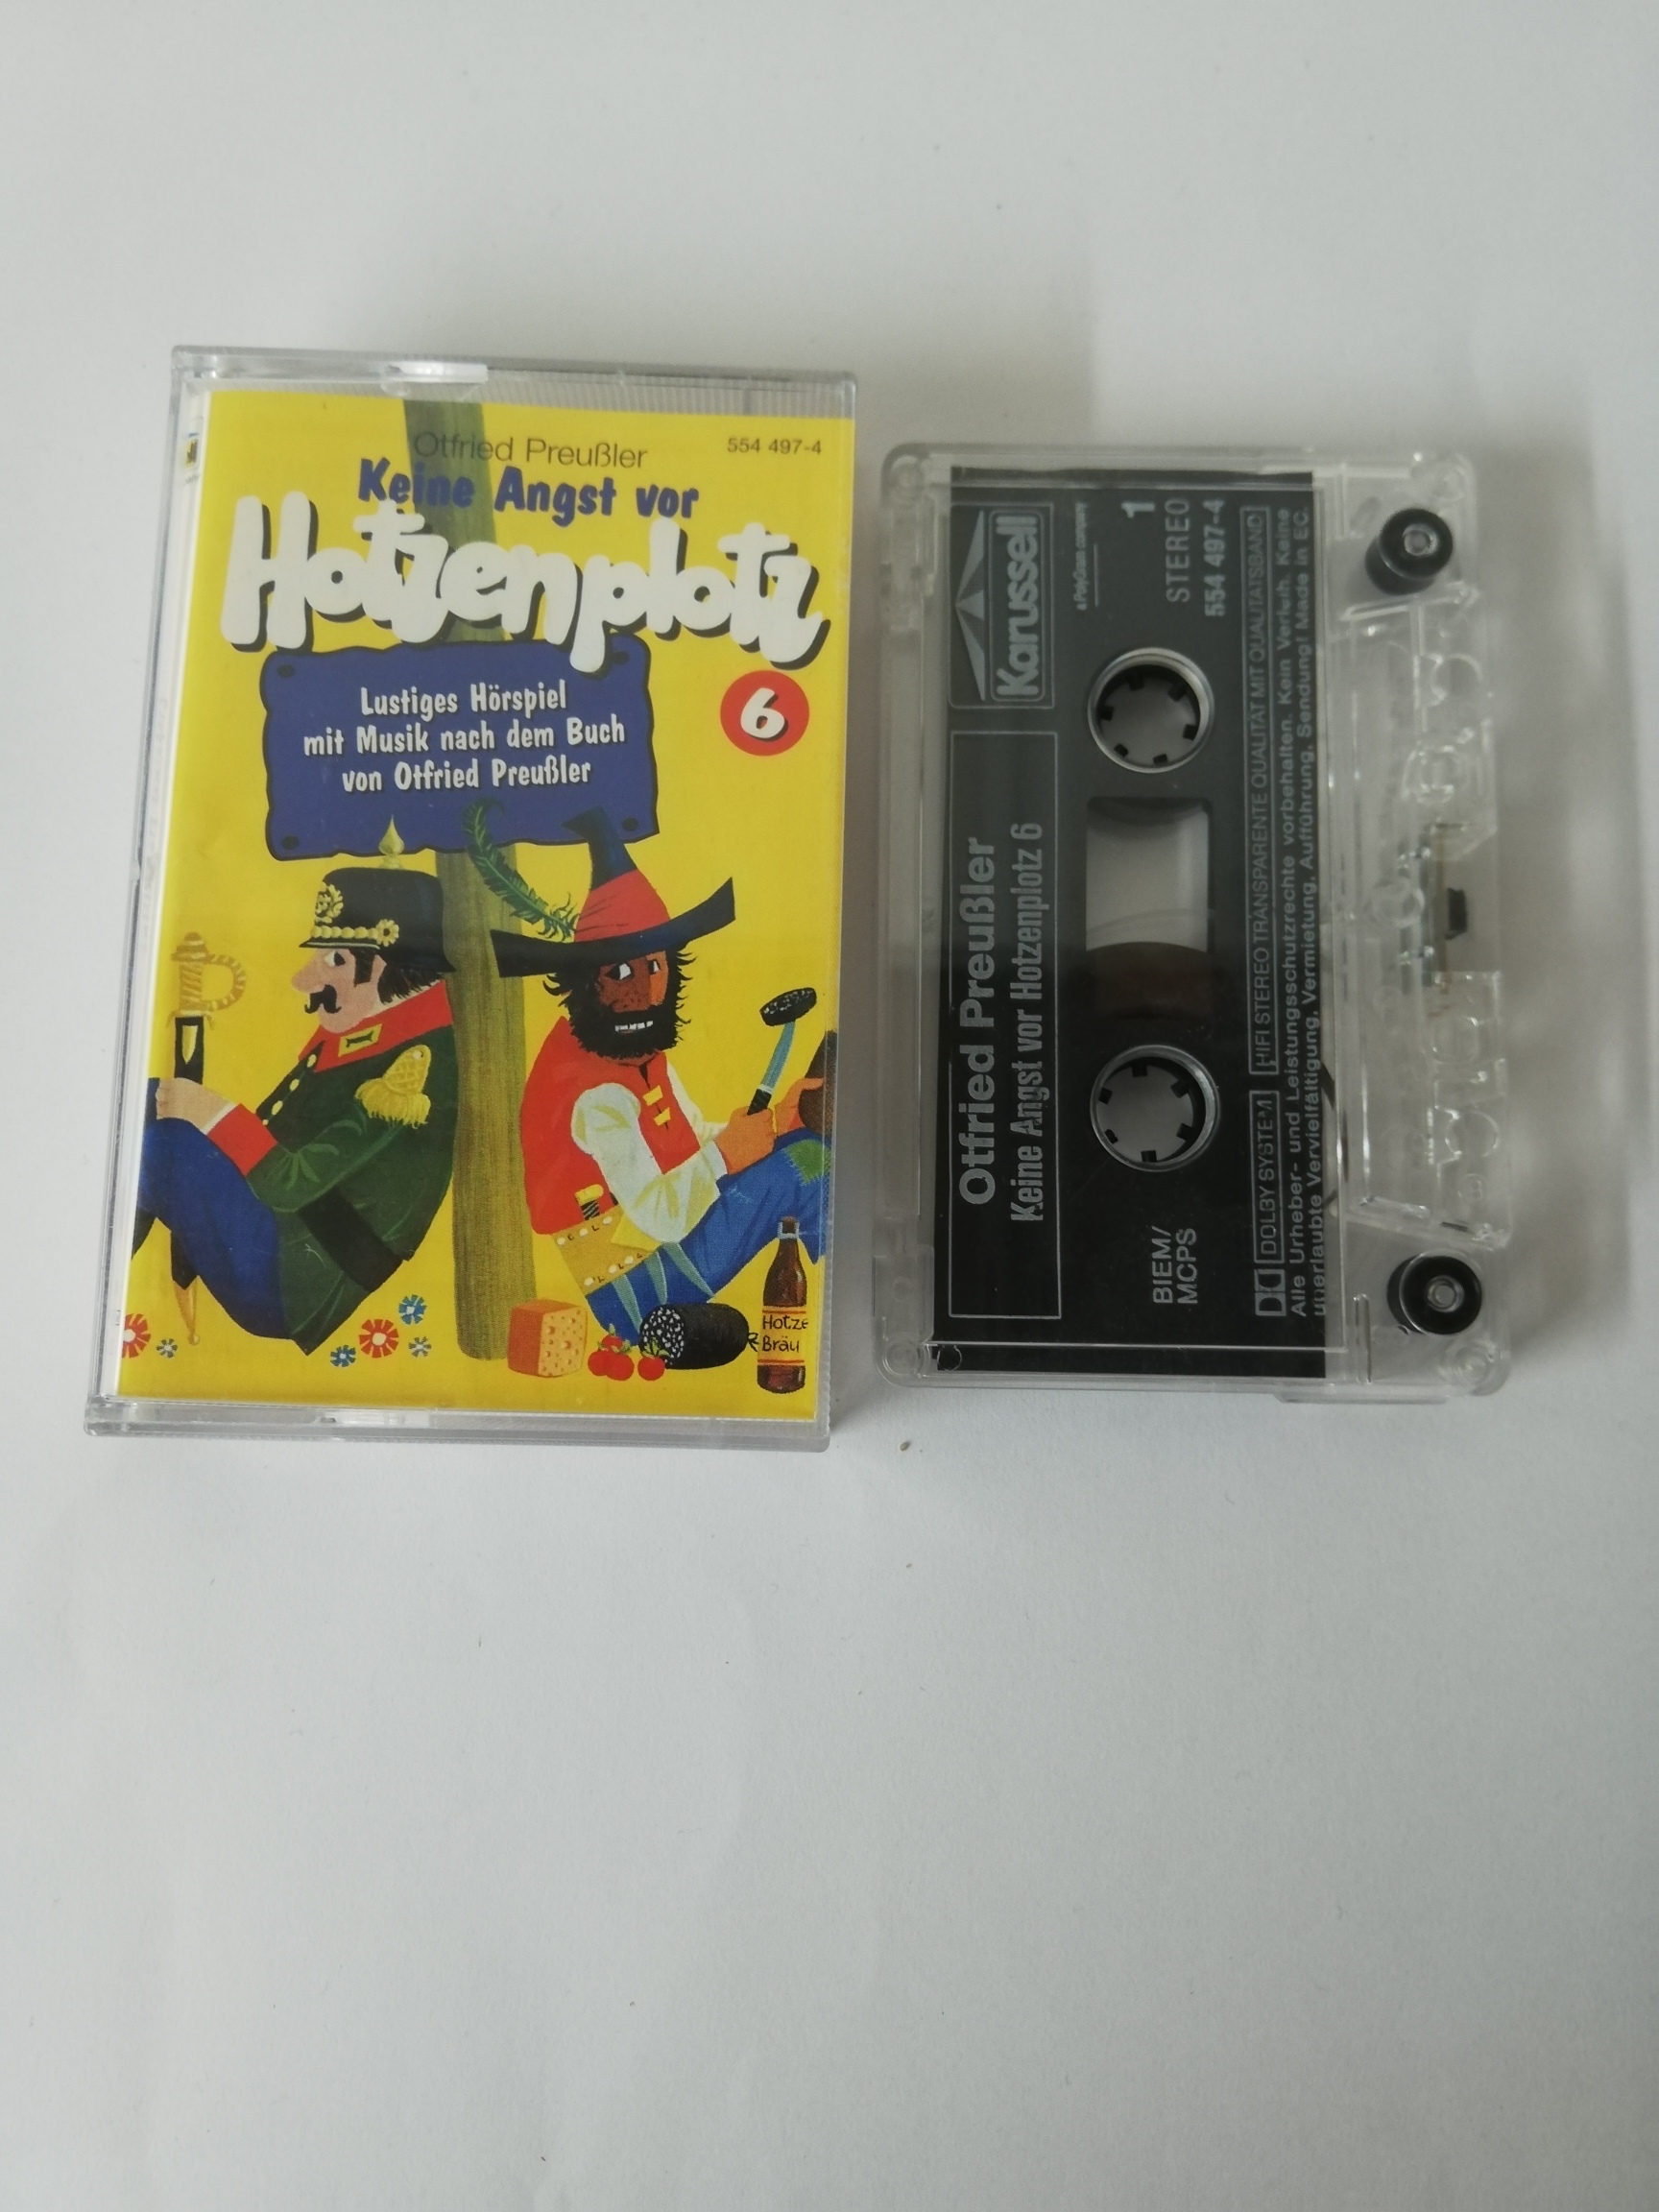 Otfried Preußler
554 497-4
Keine Angst vor
Hotzenplotz
6
Lustiges Hörspiel
mit Musik nach dem Buch
von Otfried Preußler
Hotze
Bräu
Karussell
a PolyGram company
1
STEREO
554 497-4
Otfried Preußler
Keine Angst vor Hotzenplotz 6
BIEM/
MCPS
DOLBY SYSTEM HIFI STEREO TRANSPARENTE QUALITÄT MIT QUALITÄTSBAND
Alle Urheber- und Leistungsschutzrechte vorbehalten. Kein Verleih. Keine
unerlaubte Vervielfältigung, Vermietung, Aufführung, Sendung! Made in EC.